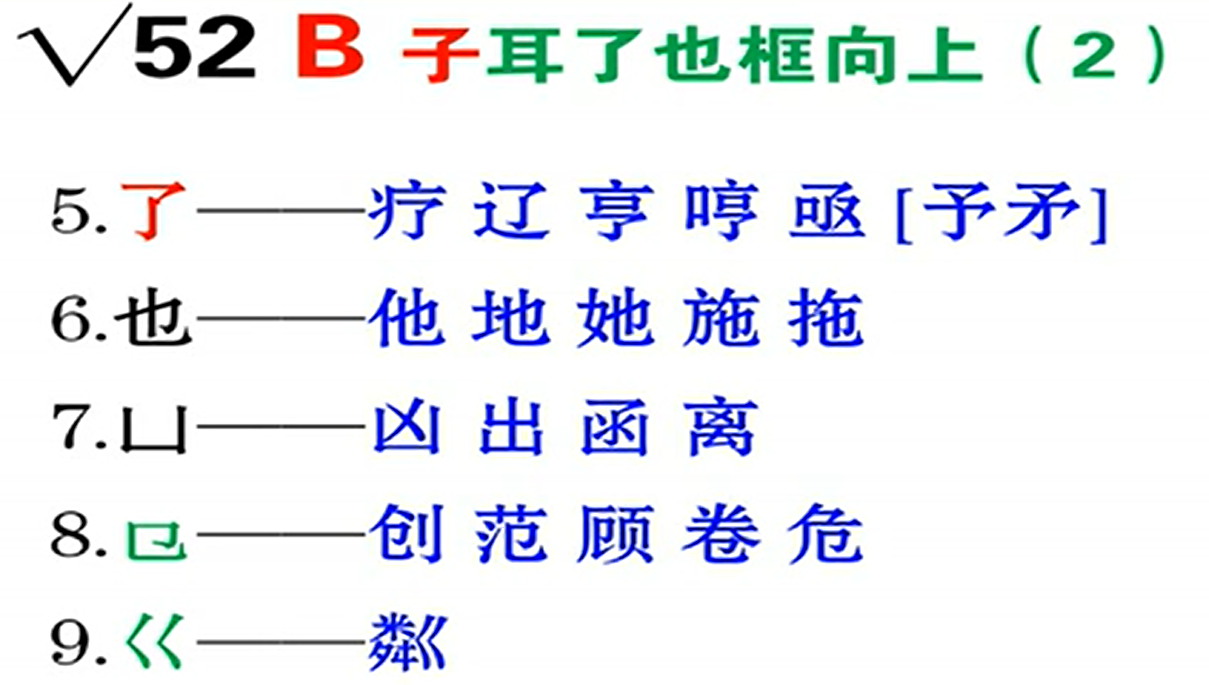 √52 B 子耳了也框向上（2）
5.了——疗 辽 亨 哼 亟 [予矛]
6.也——他 地 她 施 拖
7.凵——凶 出 函 离
8.㔾——创 范 顾 卷 危
9.巜——粼